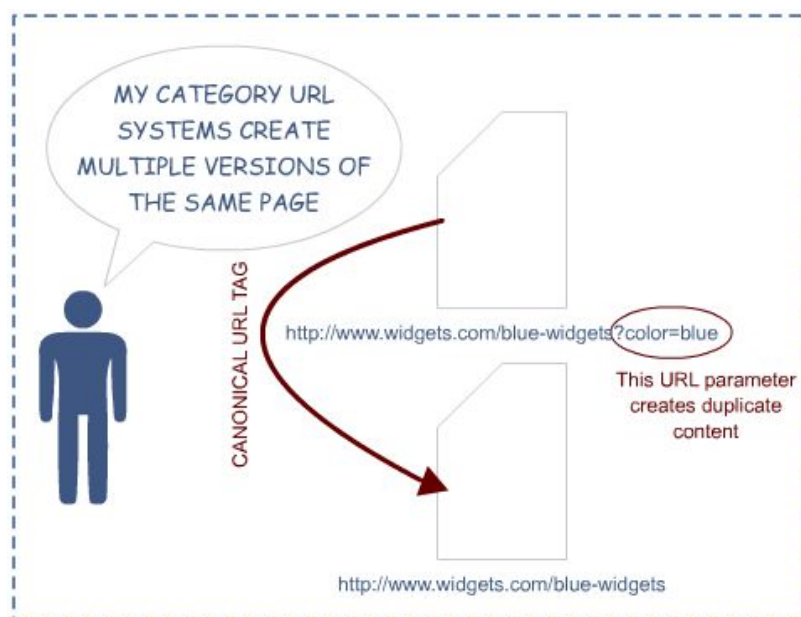 MY CATEGORY URL
SYSTEMS CREATE
MULTIPLE VERSIONS OF
THE SAME PAGE
CANONICAL URL TAG
http://www.widgets.com/blue-widgets?color=blue
This URL parameter
creates duplicate
content
http://www.widgets.com/blue-widgets